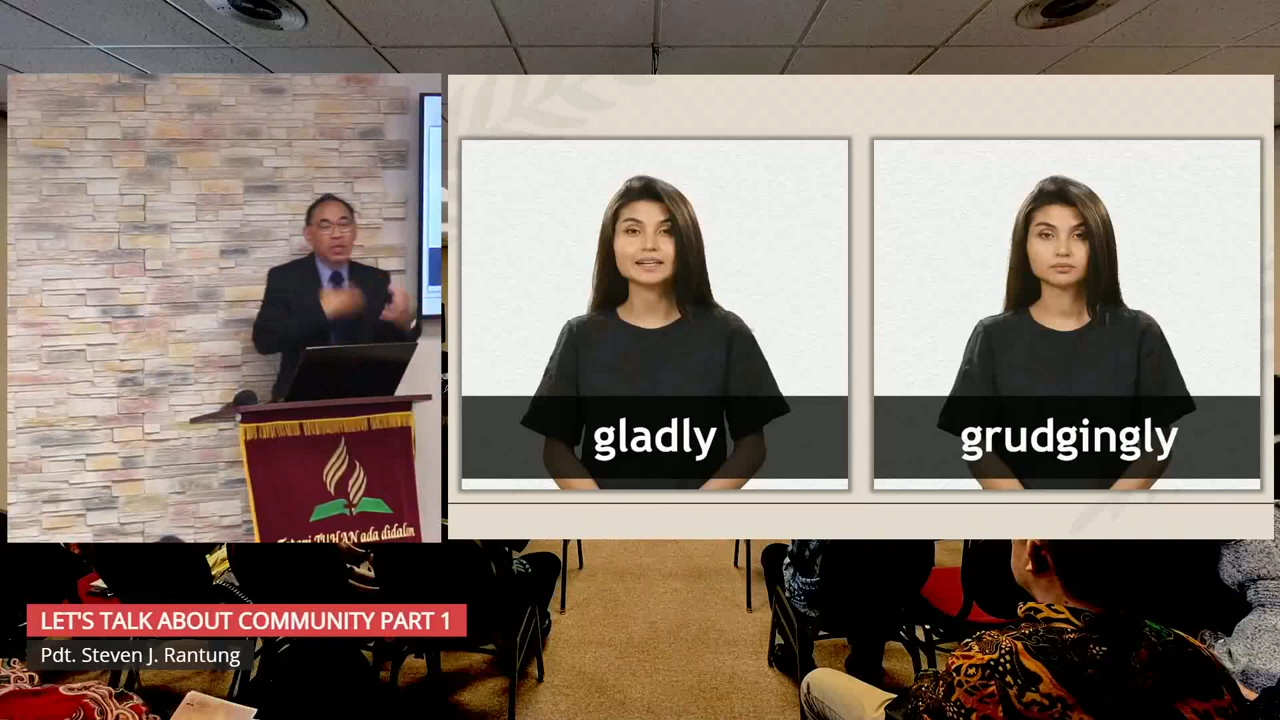 gladly
grudgingly
TUHAN ada didalam
LET'S TALK ABOUT COMMUNITY PART 1
Pdt. Steven J. Rantung